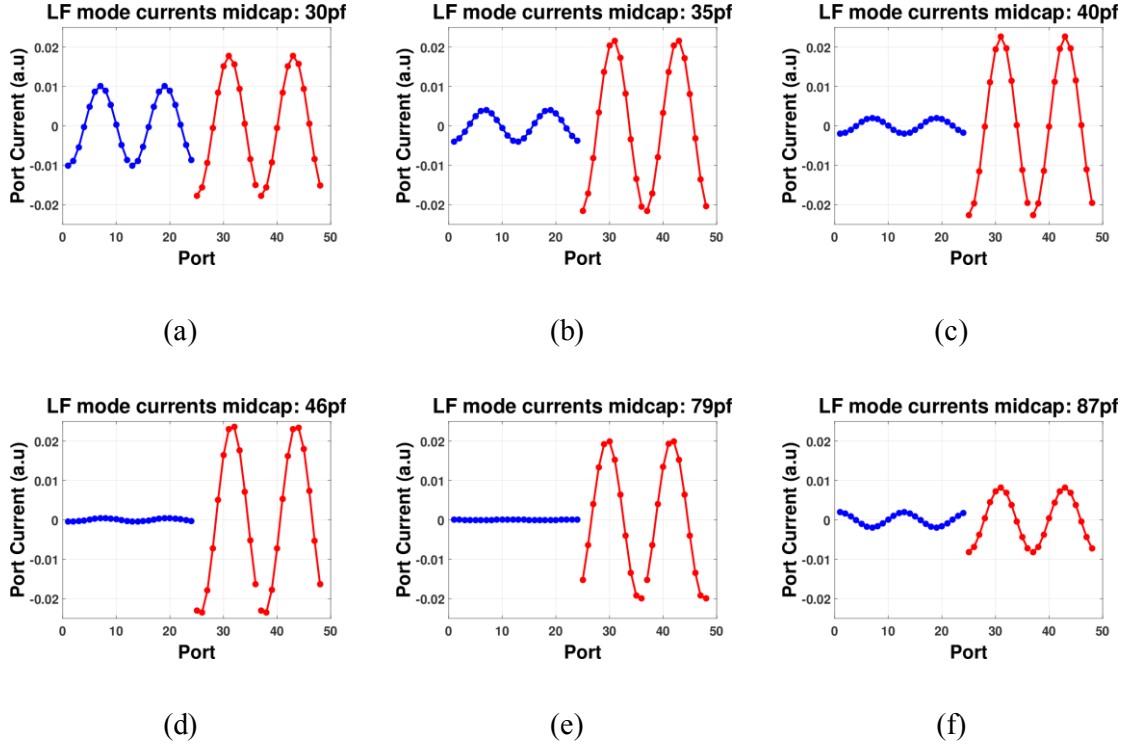 LF mode currents midcap: 30pf
Port Current (a.u)
0.02
0.01
0
-0.01
-0.02
0 10 20 30 40 50
Port
(a)
LF mode currents midcap: 35pf
Port Current (a.u)
0.02
0.01
0
-0.01
-0.02
0 10 20 30 40 50
Port
(b)
LF mode currents midcap: 40pf
Port Current (a.u)
0.02
0.01
0
-0.01
-0.02
0 10 20 30 40 50
Port
(c)
LF mode currents midcap: 46pf
Port Current (a.u)
0.02
0.01
0
-0.01
-0.02
0 10 20 30 40 50
Port
(d)
LF mode currents midcap: 79pf
Port Current (a.u)
0.02
0.01
0
-0.01
-0.02
0 10 20 30 40 50
Port
(e)
LF mode currents midcap: 87pf
Port Current (a.u)
0.02
0.01
0
-0.01
-0.02
0 10 20 30 40 50
Port
(f)